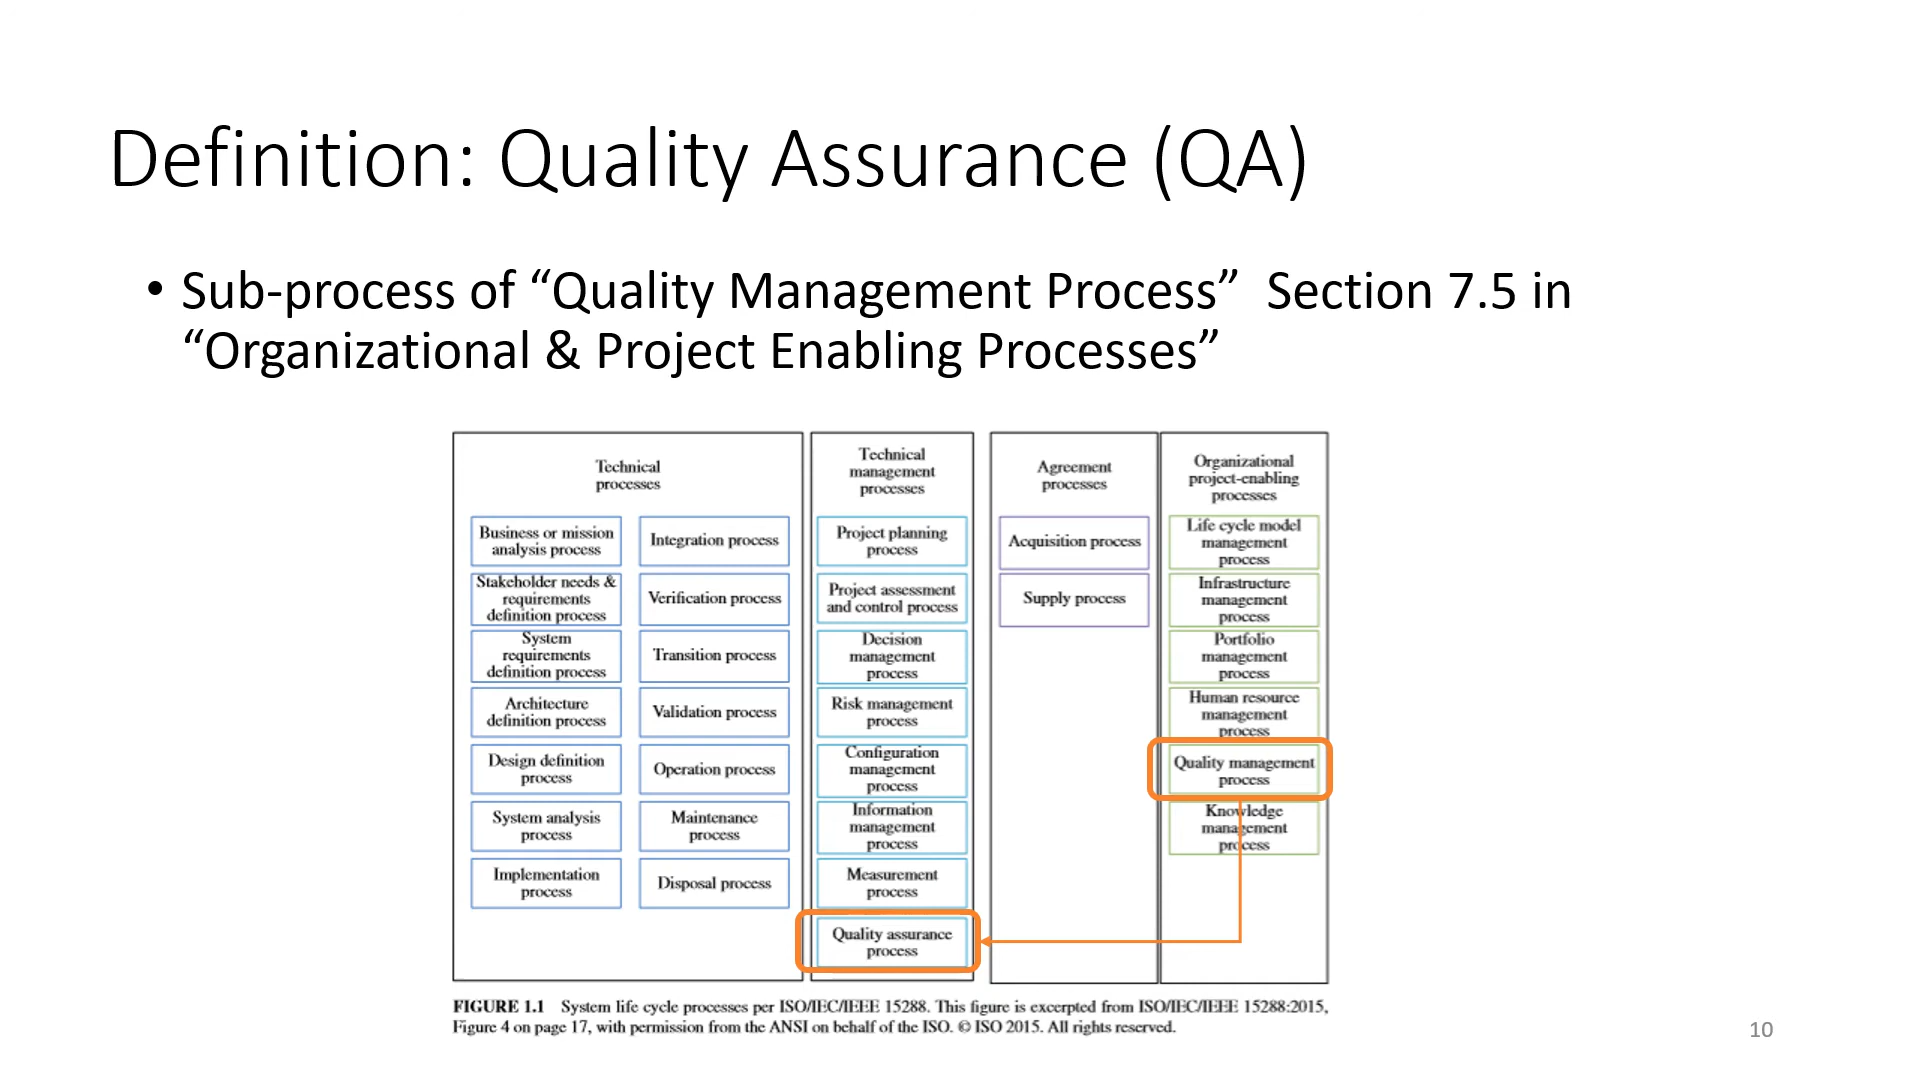 Definition: Quality Assurance (QA)
• Sub-process of “Quality Management Process”  Section 7.5 in
“Organizational & Project Enabling Processes”
Technical
processes
Business or mission
analysis process
Stakeholder needs &
requirements
definition process
System
requirements
definition process
Architecture
definition process
Design definition
process
System analysis
process
Implementation
process
Integration process
Verification process
Transition process
Validation process
Operation process
Maintenance
process
Disposal process
Technical
management
processes
Project planning
process
Project assessment
and control process
Decision
management
process
Risk management
process
Configuration
management
process
Information
management
process
Measurement
process
Quality assurance
process
Agreement
processes
Acquisition process
Supply process
Organizational
project-enabling
processes
Life cycle model
management
process
Infrastructure
management
process
Portfolio
management
process
Human resource
management
process
Quality management
process
Knowledge
management
process
FIGURE 1.1 System life cycle processes per ISO/IEC/IEEE 15288. This figure is excerpted from ISO/IEC/IEEE 15288:2015,
Figure 4 on page 17, with permission from the ANSI on behalf of the ISO. © ISO 2015. All rights reserved.
10